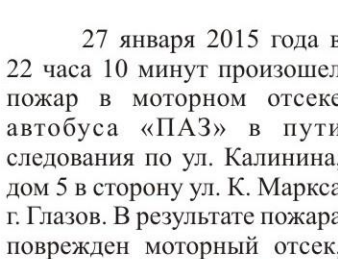 27 января 2015 года в
22 часа 10 минут произошел
пожар в моторном отсеке
автобуса «ПАЗ» в пути
следования по ул. Калинина,
дом 5 в сторону ул. К. Маркса
г. Глазов. В результате пожара
поврежден моторный отсек,